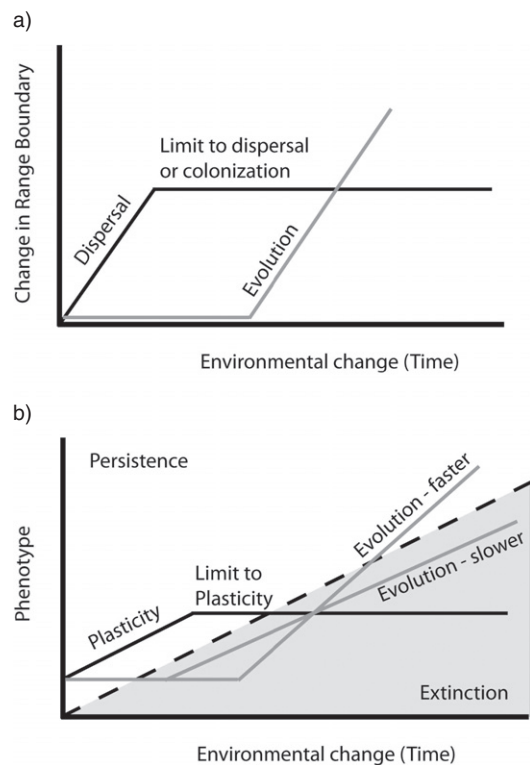 a)
Change in Range Boundary
Limit to dispersal
or colonization
Dispersal
Evolution
Environmental change (Time)
b)
Phenotype
Persistence
Evolution - faster
Limit to
Plasticity
Plasticity
Evolution - slower
Extinction
Environmental change (Time)